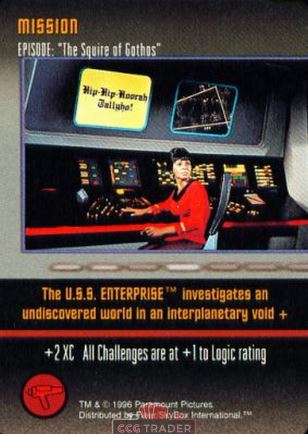 MISSION
EPISODE: "The Squire of Gothos"
Hip-Hip-Hoorah
Tallyho!
The U.S.S. ENTERPRISE™ investigates an
undiscovered world in an interplanetary void +
+2 XC All Challenges are at +1 to Logic rating
TM & © 1996 Paramount Pictures.
Distributed by Fleer/SkyBox International.™
CCG TRADER